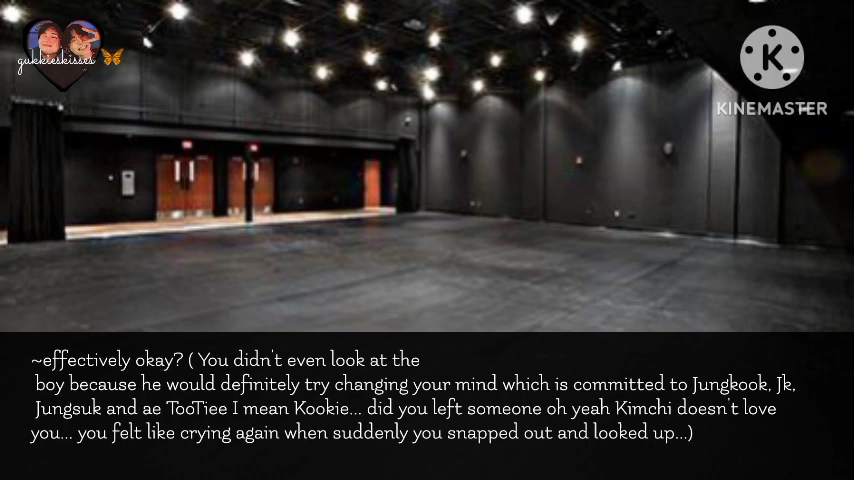 gukkieskisses
KINEMASTER
~effectively okay? ( You didn't even look at the
boy because he would definitely try changing your mind which is committed to Jungkook, Jk,
Jungsuk and ae TooTiee I mean Kookie... did you left someone oh yeah Kimchi doesn't love
you... you felt like crying again when suddenly you snapped out and looked up...)